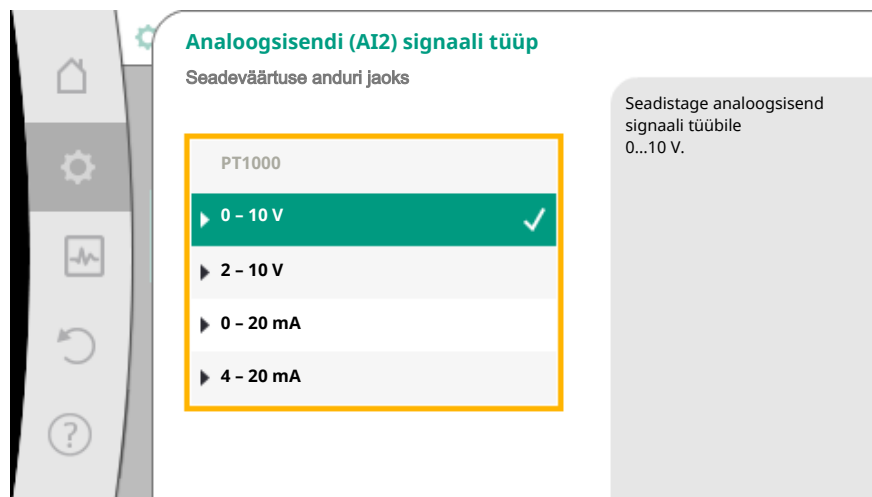 Analoogsisendi (AI2) signaali tüüp
Seadeväärtuse anduri jaoks
PT1000
0 – 10 V
2 – 10 V
0 – 20 mA
4 – 20 mA
Seadistage analoogsisend
signaali tüübile
0...10 V.
?